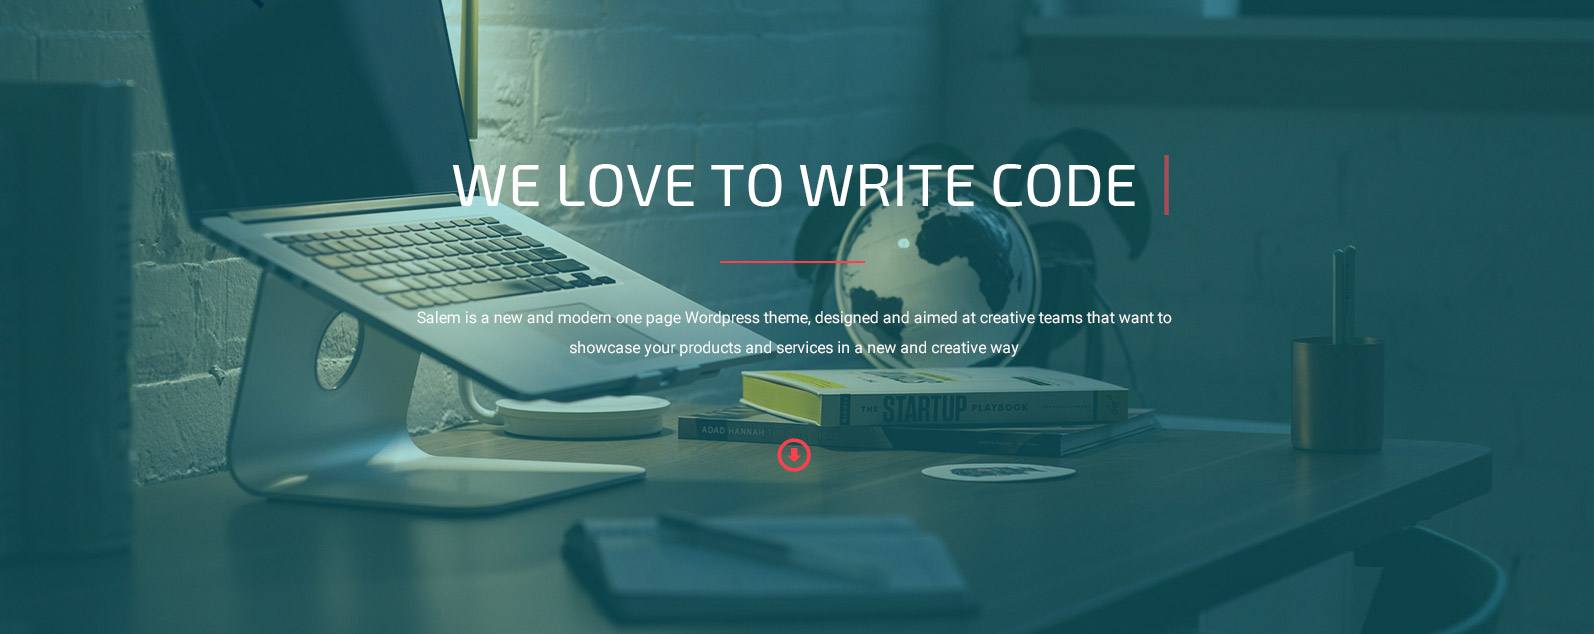 WE LOVE TO WRITE CODE
Salem is a new and modern one page Wordpress theme, designed and aimed at creative teams that want to
showcase your products and services in a new and creative way
THE STARTUP PLAYBOOK
ADAD HANNAH